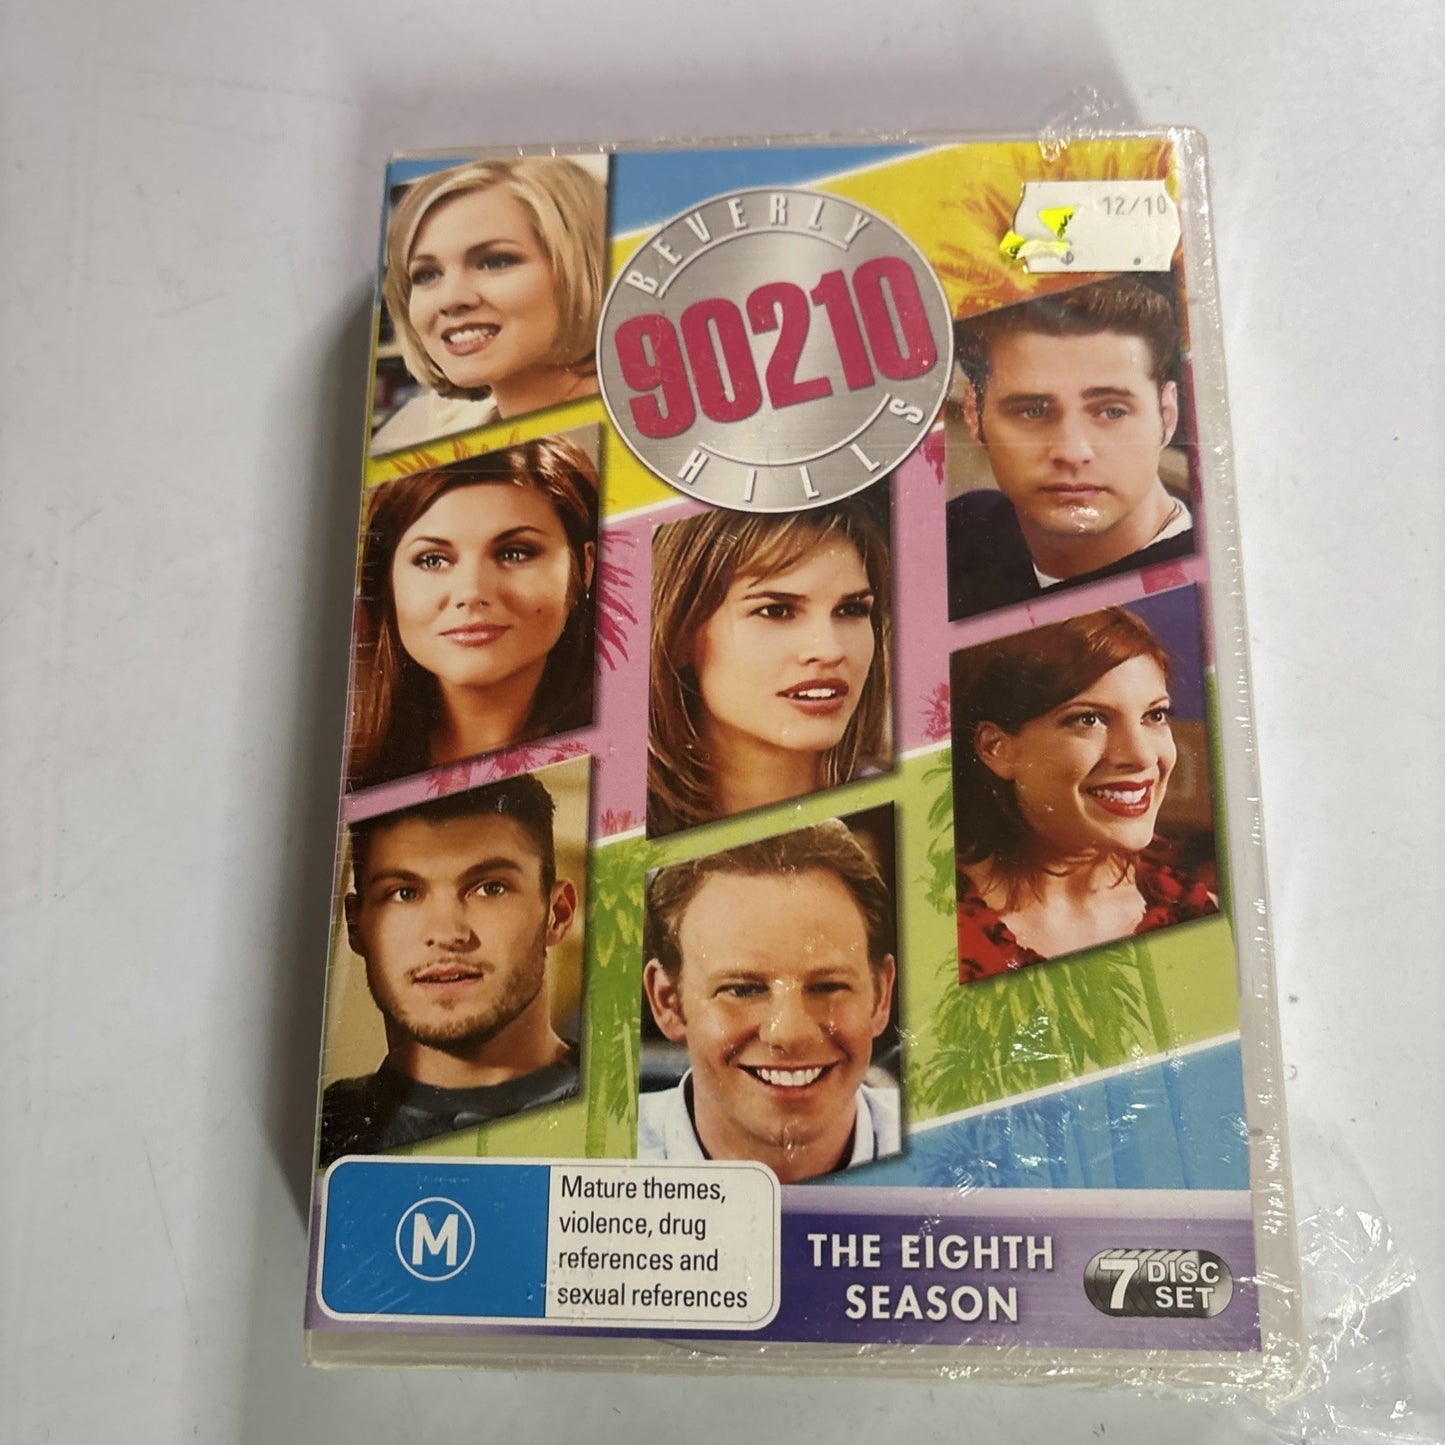 BEVERLY
90210
HILLS
12/10
M
Mature themes,
violence, drug
references and
sexual references
THE EIGHTH
SEASON
7 DISC
SET